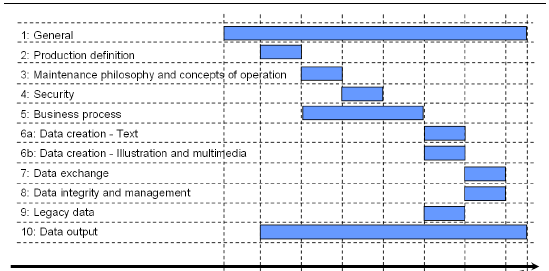 1: General
2: Production definition
3: Maintenance philosophy and concepts of operation
4: Security
5: Business process
6a: Data creation - Text
6b: Data creation - Illustration and multimedia
7: Data exchange
8: Data integrity and management
9: Legacy data
10: Data output